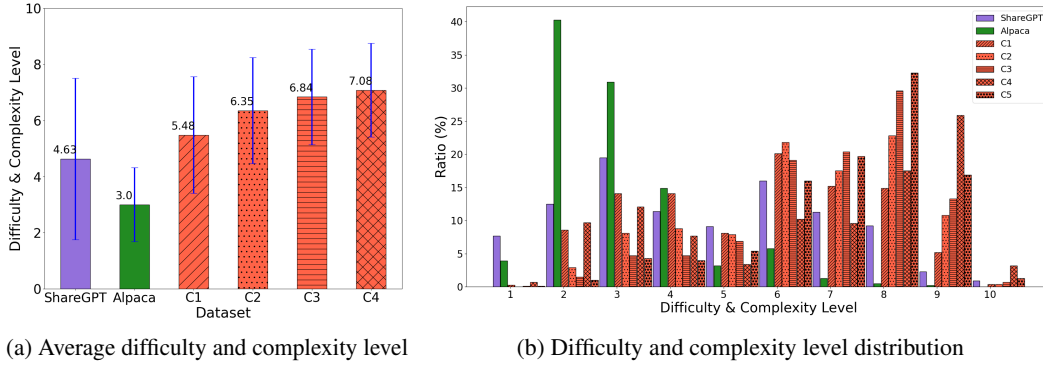 10
8
6
4
2
0
Difficulty & Complexity Level
4.63
3.0
5.48
6.35
6.84
7.08
ShareGPT Alpaca C1 C2 C3 C4
Dataset
(a) Average difficulty and complexity level
40
35
30
25
20
15
10
5
0
Ratio (%)
ShareGPT
Alpaca
C1
C2
C3
C4
C5
1 2 3 4 5 6 7 8 9 10
Difficulty & Complexity Level
(b) Difficulty and complexity level distribution